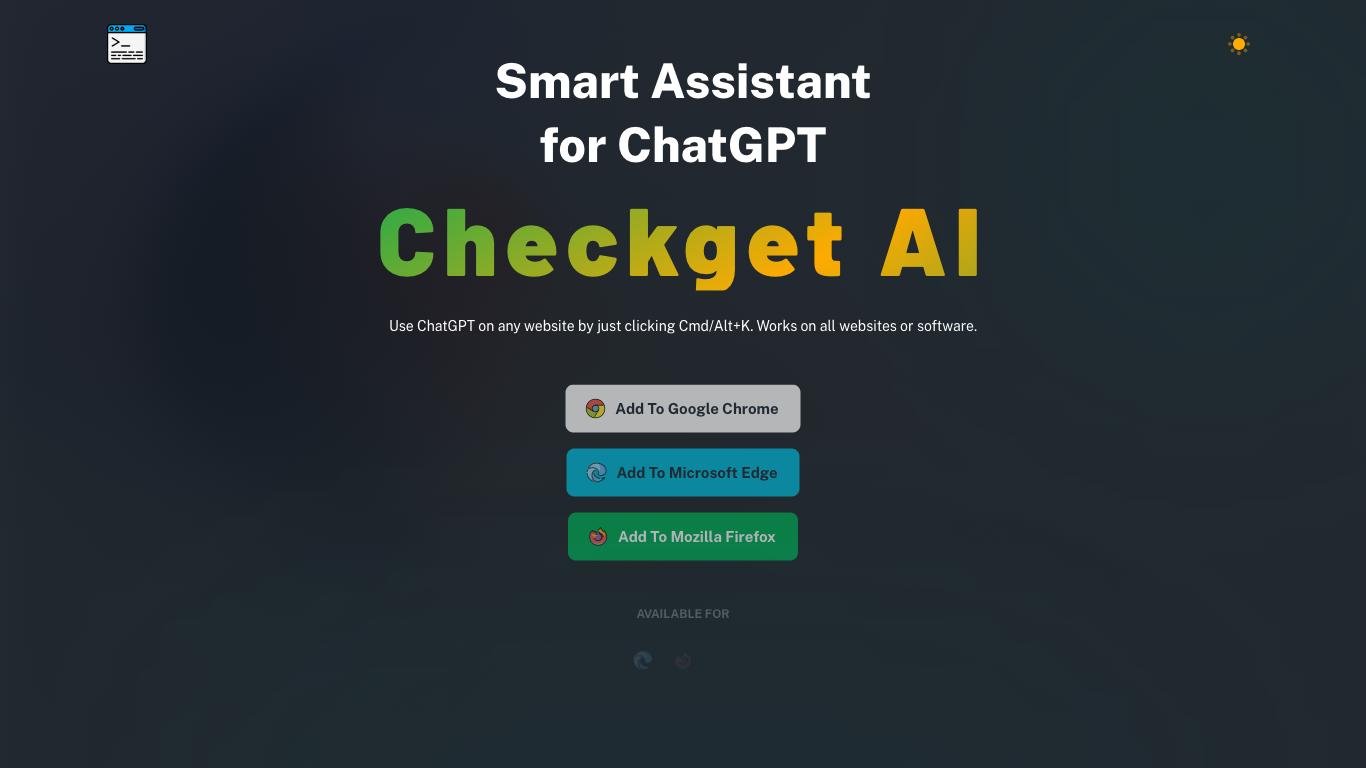 Smart Assistant
for ChatGPT
Checkget AI
Use ChatGPT on any website by just clicking Cmd/Alt+K. Works on all websites or software.
Add To Google Chrome
Add To Microsoft Edge
Add To Mozilla Firefox
AVAILABLE FOR